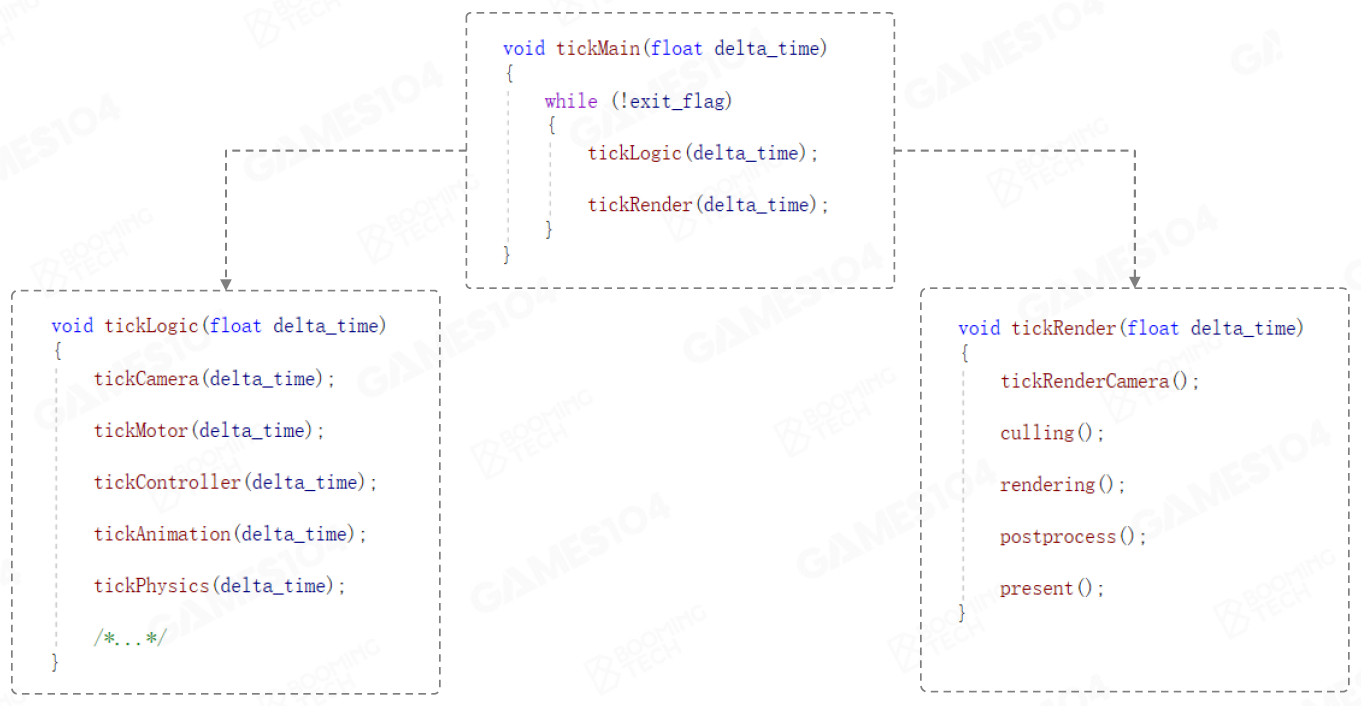 void tickMain(float delta_time)
{
while (!exit_flag)
{
tickLogic(delta_time);
tickRender(delta_time);
}
}
void tickLogic(float delta_time)
{
tickCamera(delta_time);
tickMotor(delta_time);
tickController(delta_time);
tickAnimation(delta_time);
tickPhysics(delta_time);
/*...*/
}
void tickRender(float delta_time)
{
tickRenderCamera();
culling();
rendering();
postprocess();
present();
}
GAMES104
BOOMING
TECH